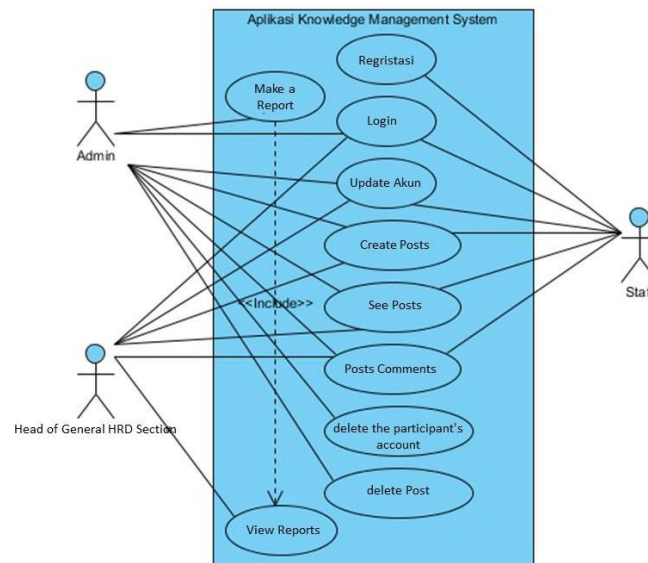 Aplikasi Knowledge Management System
Regristasi
Make a
Report
Login
Admin
Update Akun
Create Posts
Staf
<<Include>>
See Posts
Posts Comments
Head of General HRD Section
delete the participant's
account
delete Post
View Reports